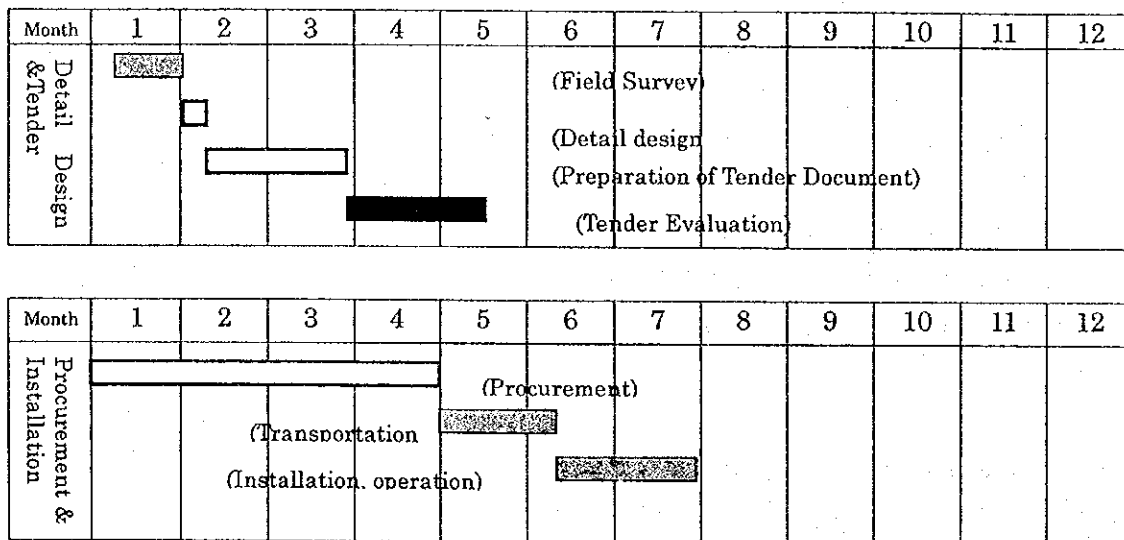 Month 1 2 3 4 5 6 7 8 9 10 11 12
Detail Design
&Tender
(Field Survey)
(Detail design
(Preparation of Tender Document)
(Tender Evaluation)
Month 1 2 3 4 5 6 7 8 9 10 11 12
Procurement &
Installation
(Procurement)
(Transportation
(Installation, operation)